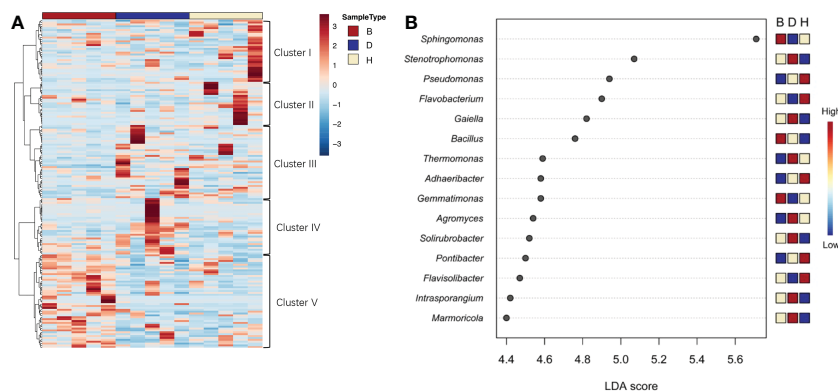 A
SampleType
B
D
H
3
2
1
0
−1
−2
−3
Cluster I
Cluster II
Cluster III
Cluster IV
Cluster V
B
B D H
Sphingomonas
Stenotrophomonas
Pseudomonas
Flavobacterium
Gaiella
Bacillus
Thermomonas
Adhaeribacter
Gemmatimonas
Agromyces
Solirubrobacter
Pontibacter
Flavisolibacter
Intrasporangium
Marmoricola
High
Low
4.4 4.6 4.8 5.0 5.2 5.4 5.6
LDA score